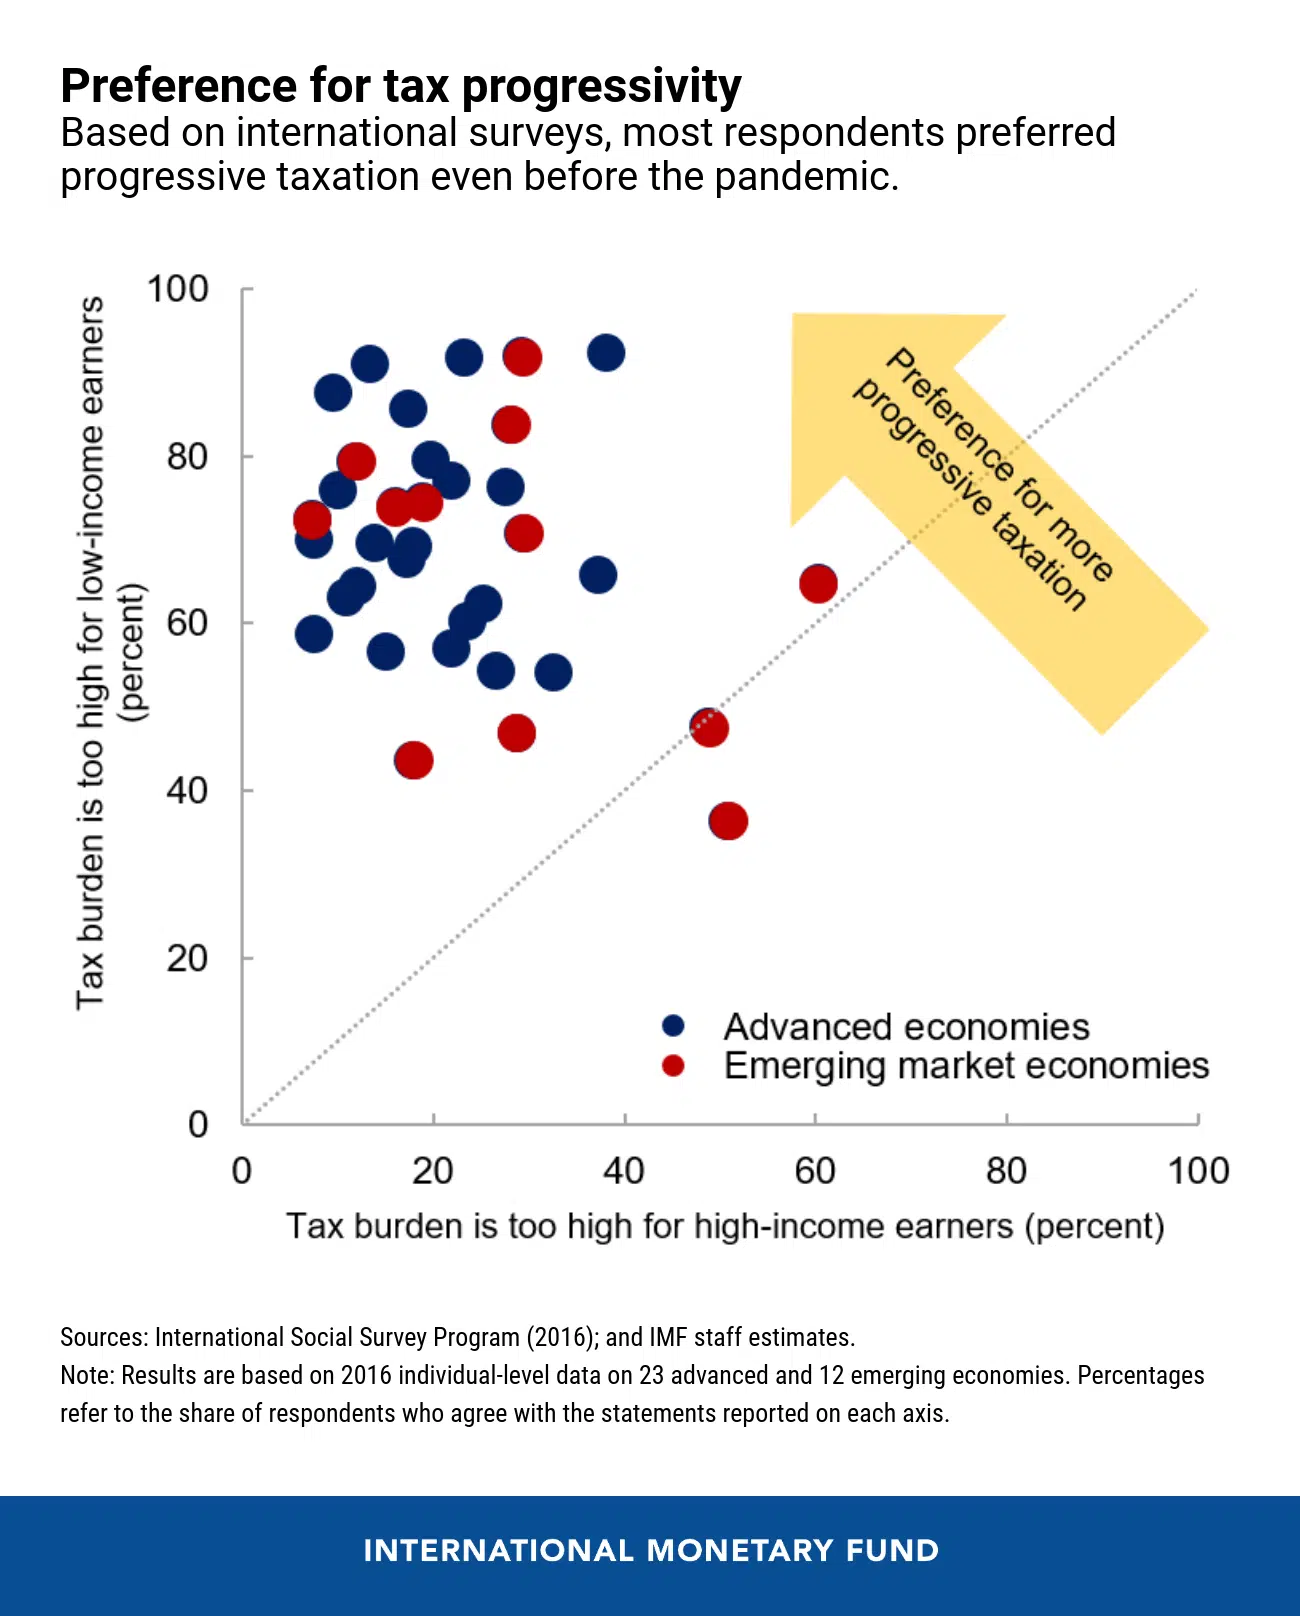 Preference for tax progressivity
Based on international surveys, most respondents preferred
progressive taxation even before the pandemic.
Tax burden is too high for low-income earners
(percent)
100
80
60
40
20
0
Preference for more
progressive taxation
Advanced economies
Emerging market economies
0 20 40 60 80 100
Tax burden is too high for high-income earners (percent)
Sources: International Social Survey Program (2016); and IMF staff estimates.
Note: Results are based on 2016 individual-level data on 23 advanced and 12 emerging economies. Percentages
refer to the share of respondents who agree with the statements reported on each axis.
INTERNATIONAL MONETARY FUND